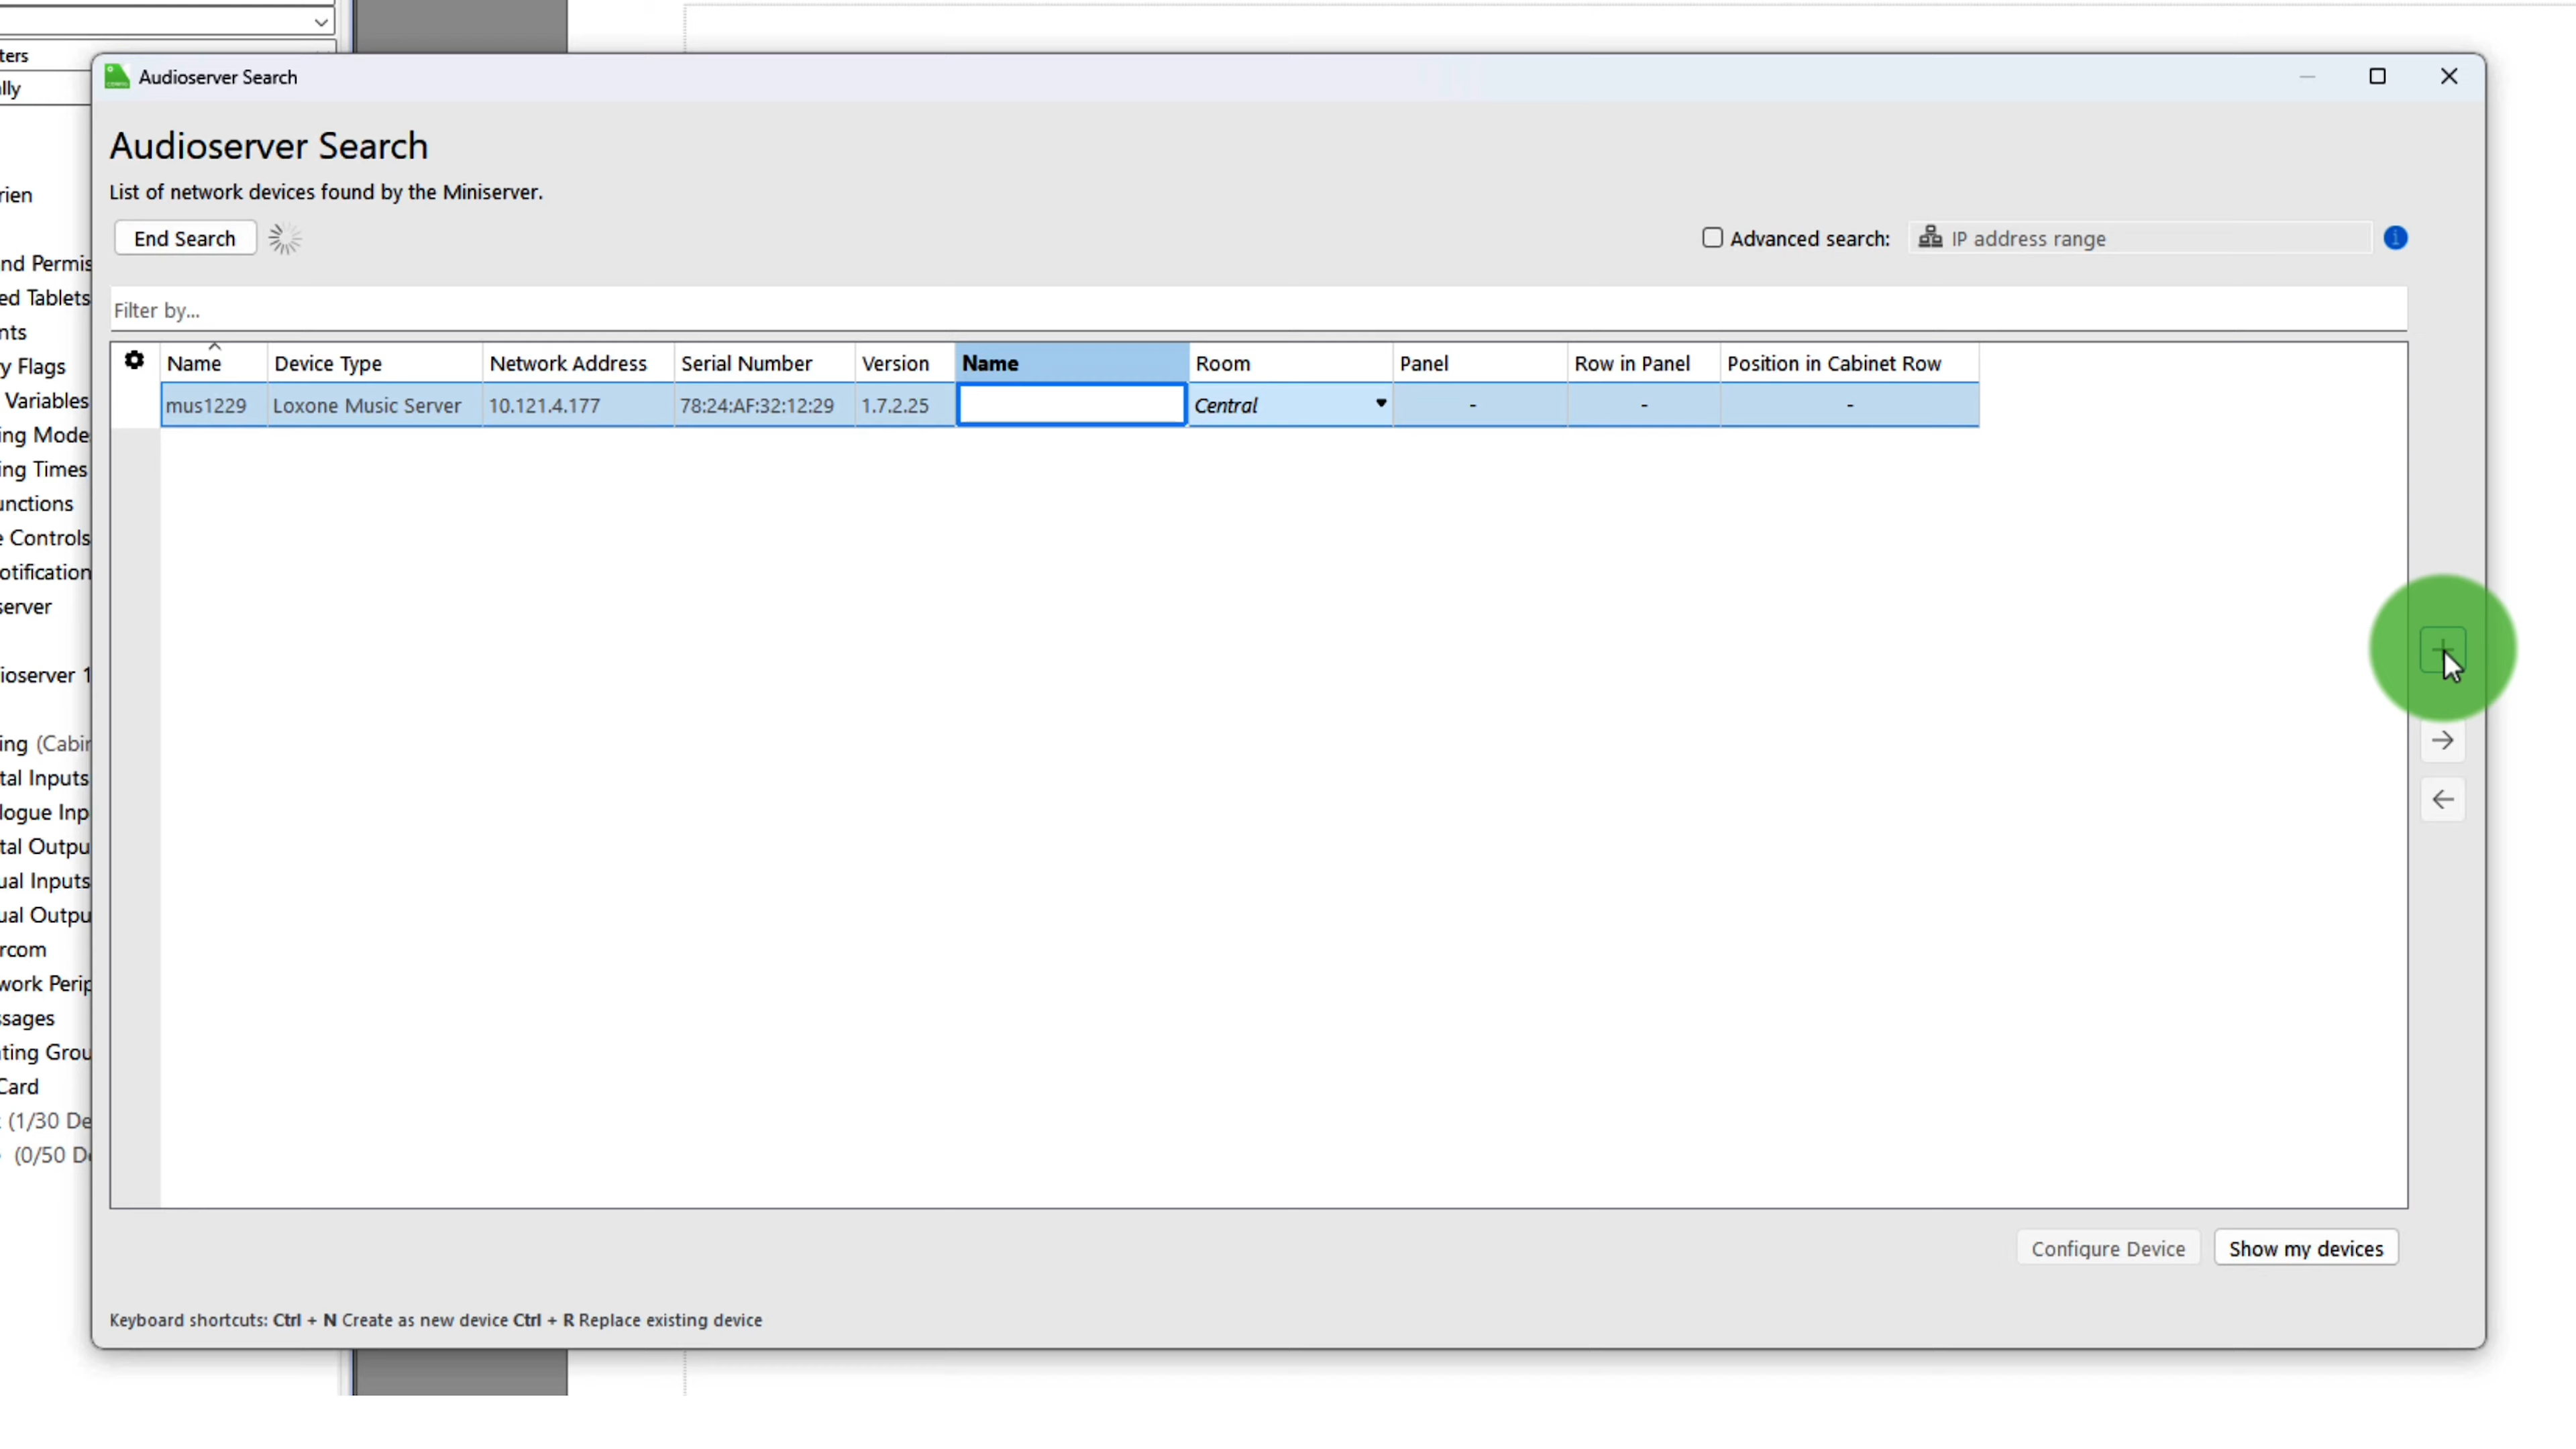 ters
lly
Audioserver Search
Audioserver Search
List of network devices found by the Miniserver.
End Search
Advanced search: IP address range
Filter by...
Name Device Type Network Address Serial Number Version Name Room Panel Row in Panel Position in Cabinet Row
mus1229 Loxone Music Server 10.121.4.177 78:24:AF:32:12:29 1.7.2.25 Central - - -
rien
nd Permis
ed Tablets
nts
y Flags
Variables
ing Mode
ing Times
unctions
e Controls
otification
server
ioserver 1
ing (Cabin
tal Inputs
logue Inp
tal Outpu
ual Inputs
ual Outpu
rcom
work Perip
ssages
ting Grou
Card
(1/30 De
(0/50 De
Configure Device Show my devices
Keyboard shortcuts: Ctrl + N Create as new device Ctrl + R Replace existing device